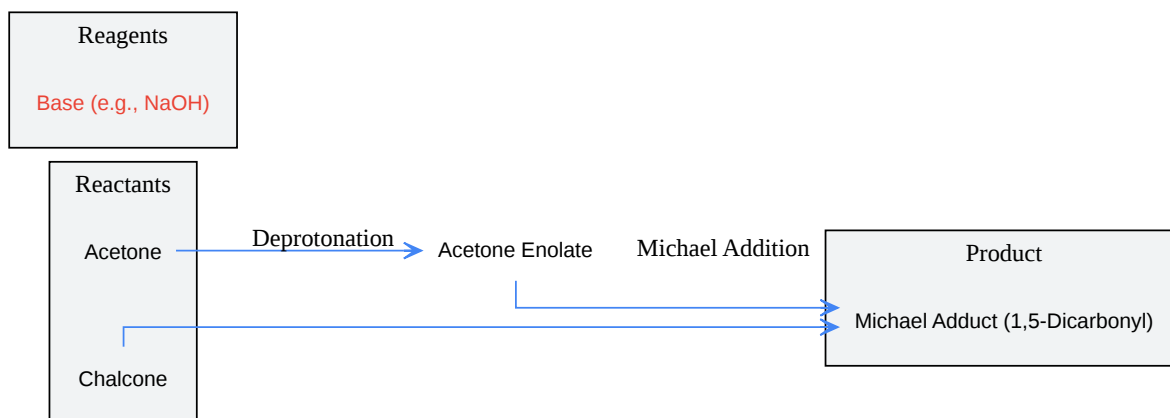 Reagents
Base (e.g., NaOH)
Reactants
Acetone
Deprotonation
Acetone Enolate
Michael Addition
Product
Michael Adduct (1,5-Dicarbonyl)
Chalcone